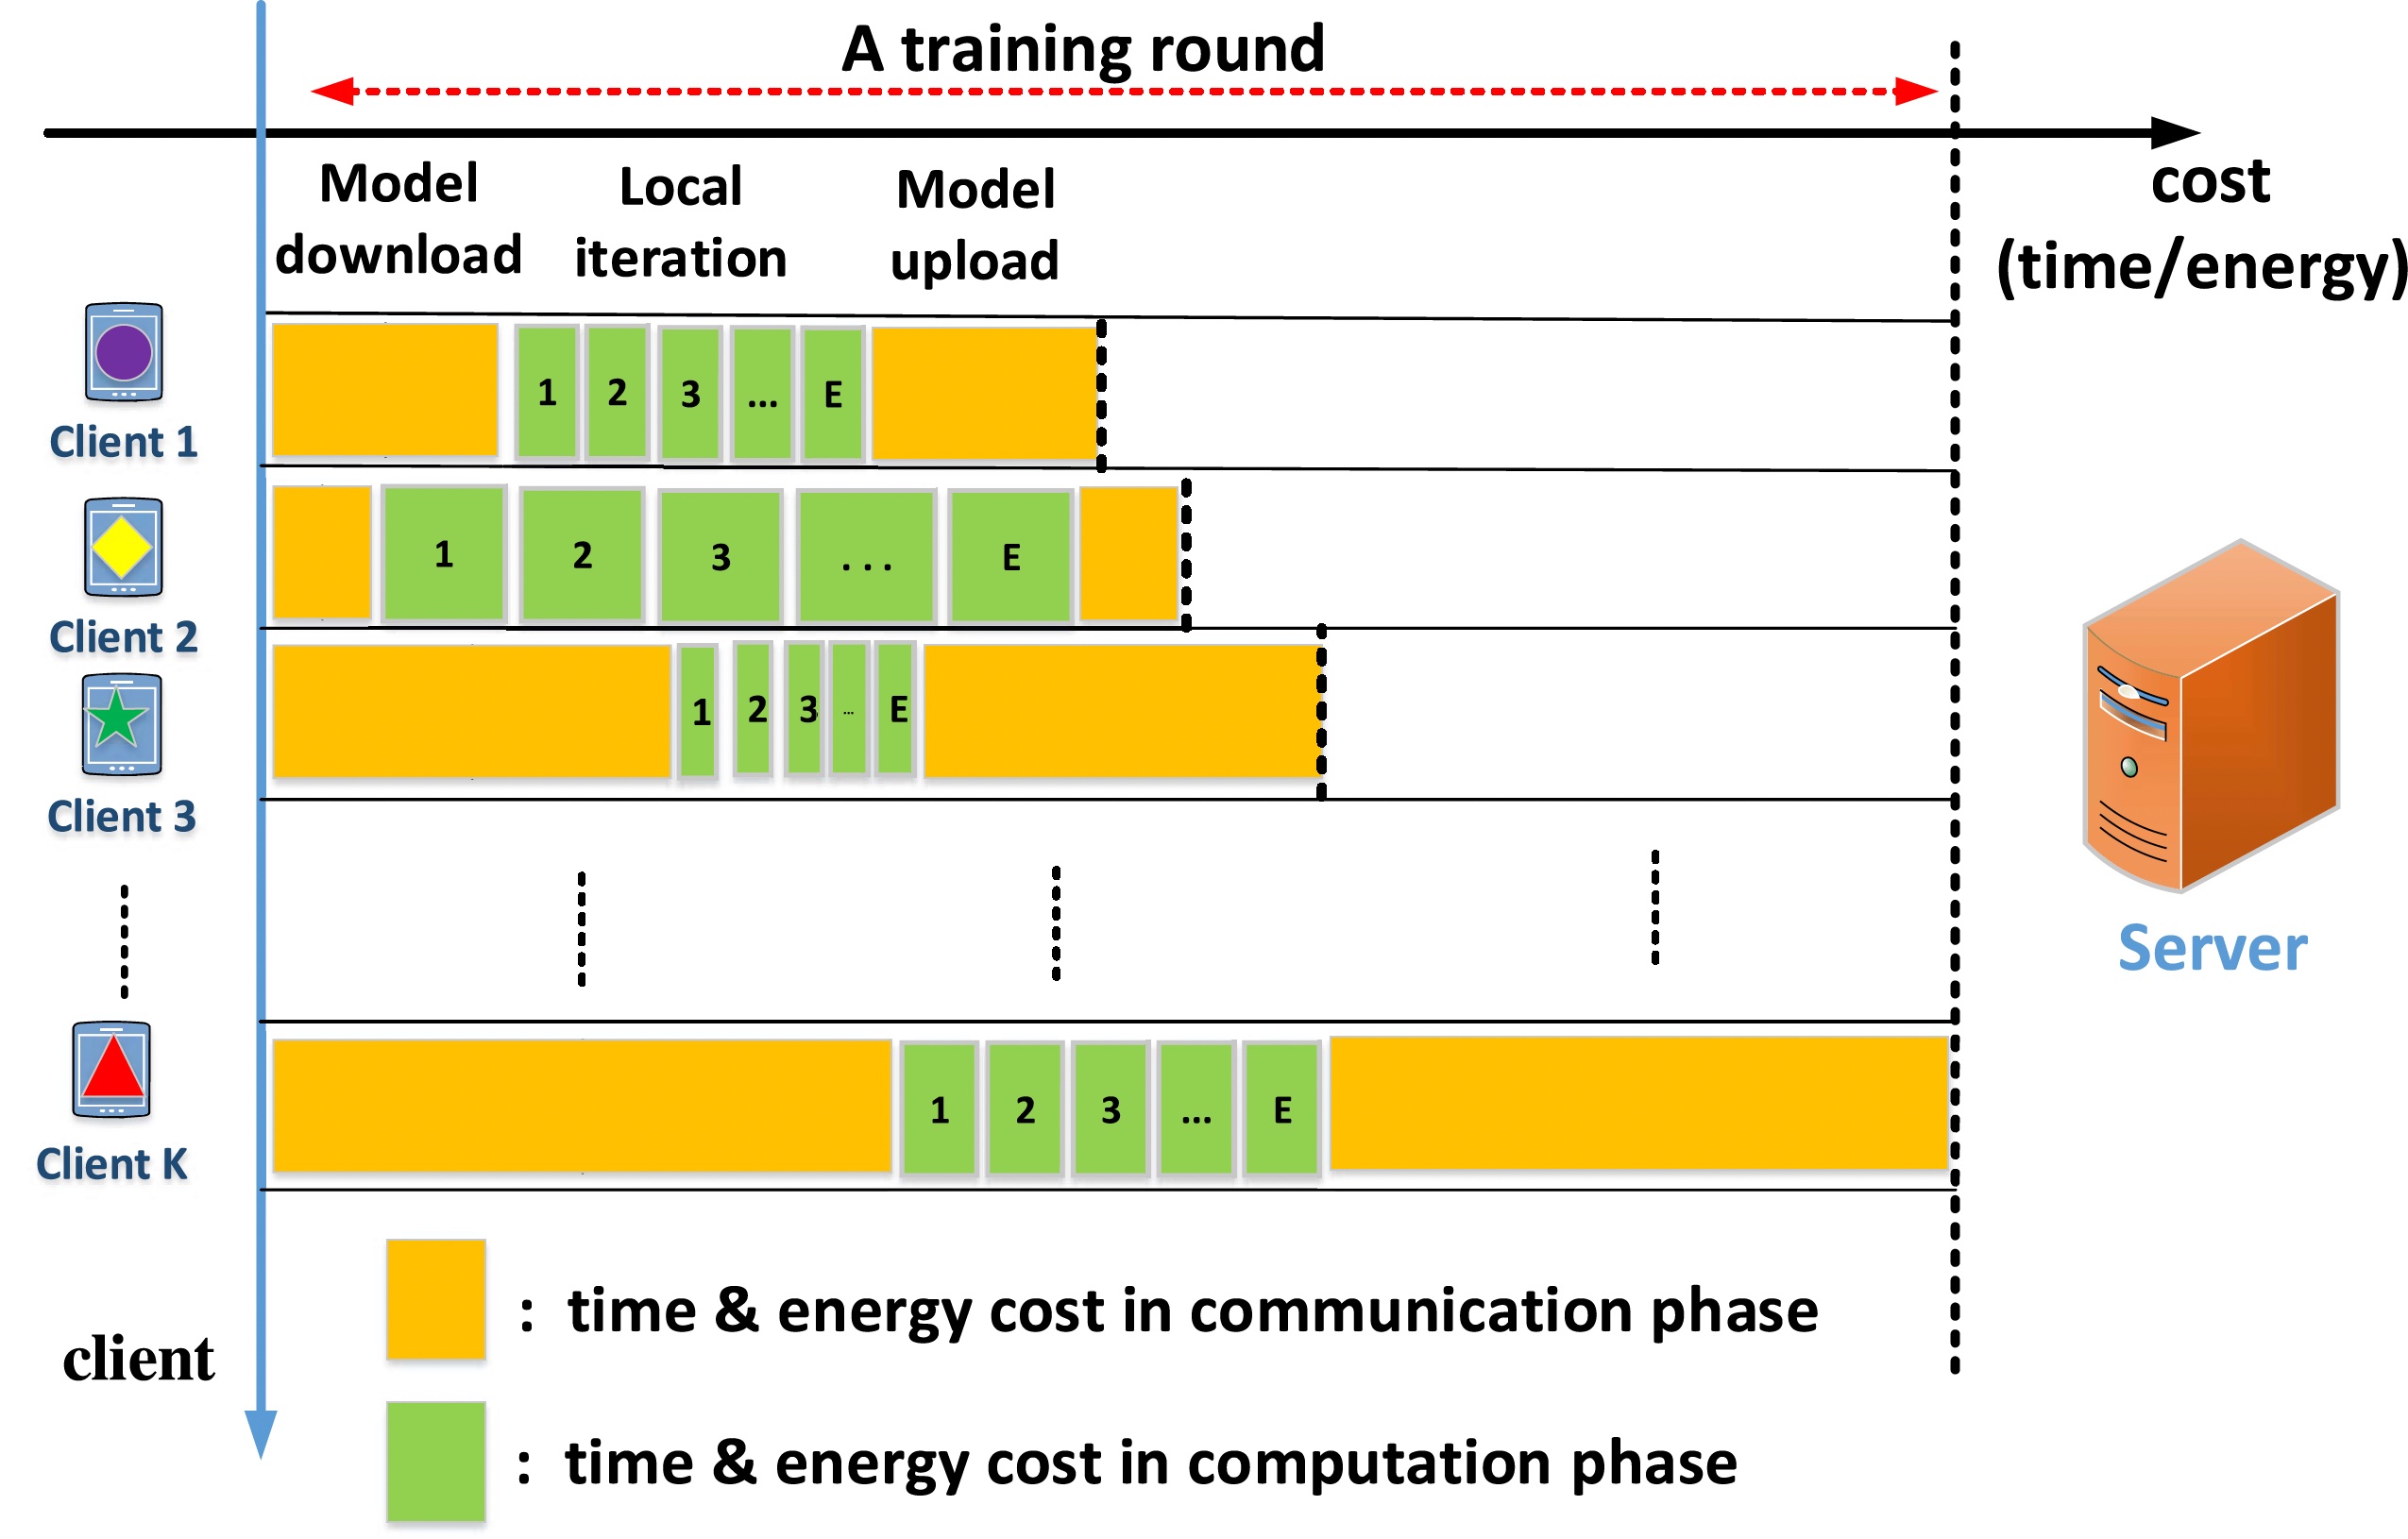 A training round
cost
(time/energy)
Model
download
Local
iteration
Model
upload
Client 1
1 2 3 ... E
Client 2
1 2 3 ... E
Client 3
1 2 3 ... E
Server
Client K
1 2 3 ... E
client
: time & energy cost in communication phase
: time & energy cost in computation phase